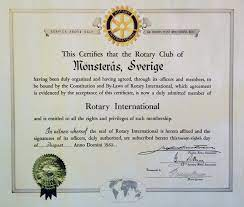 This Certifies that the Rotary Club of
Mönsterås, Sverige
having been duly organized and having agreed, through its officers and members, to
be bound by the Constitution and By-Laws of Rotary International, which agreement
is evidenced by the acceptance of this certificate, is now a duly admitted member of
Rotary International
and is entitled to all the rights and privileges of such membership.
In witness whereof the seal of Rotary International is hereto affixed and the
signatures of its officers, duly authorized, are subscribed hereto this day
of August Anno Domini